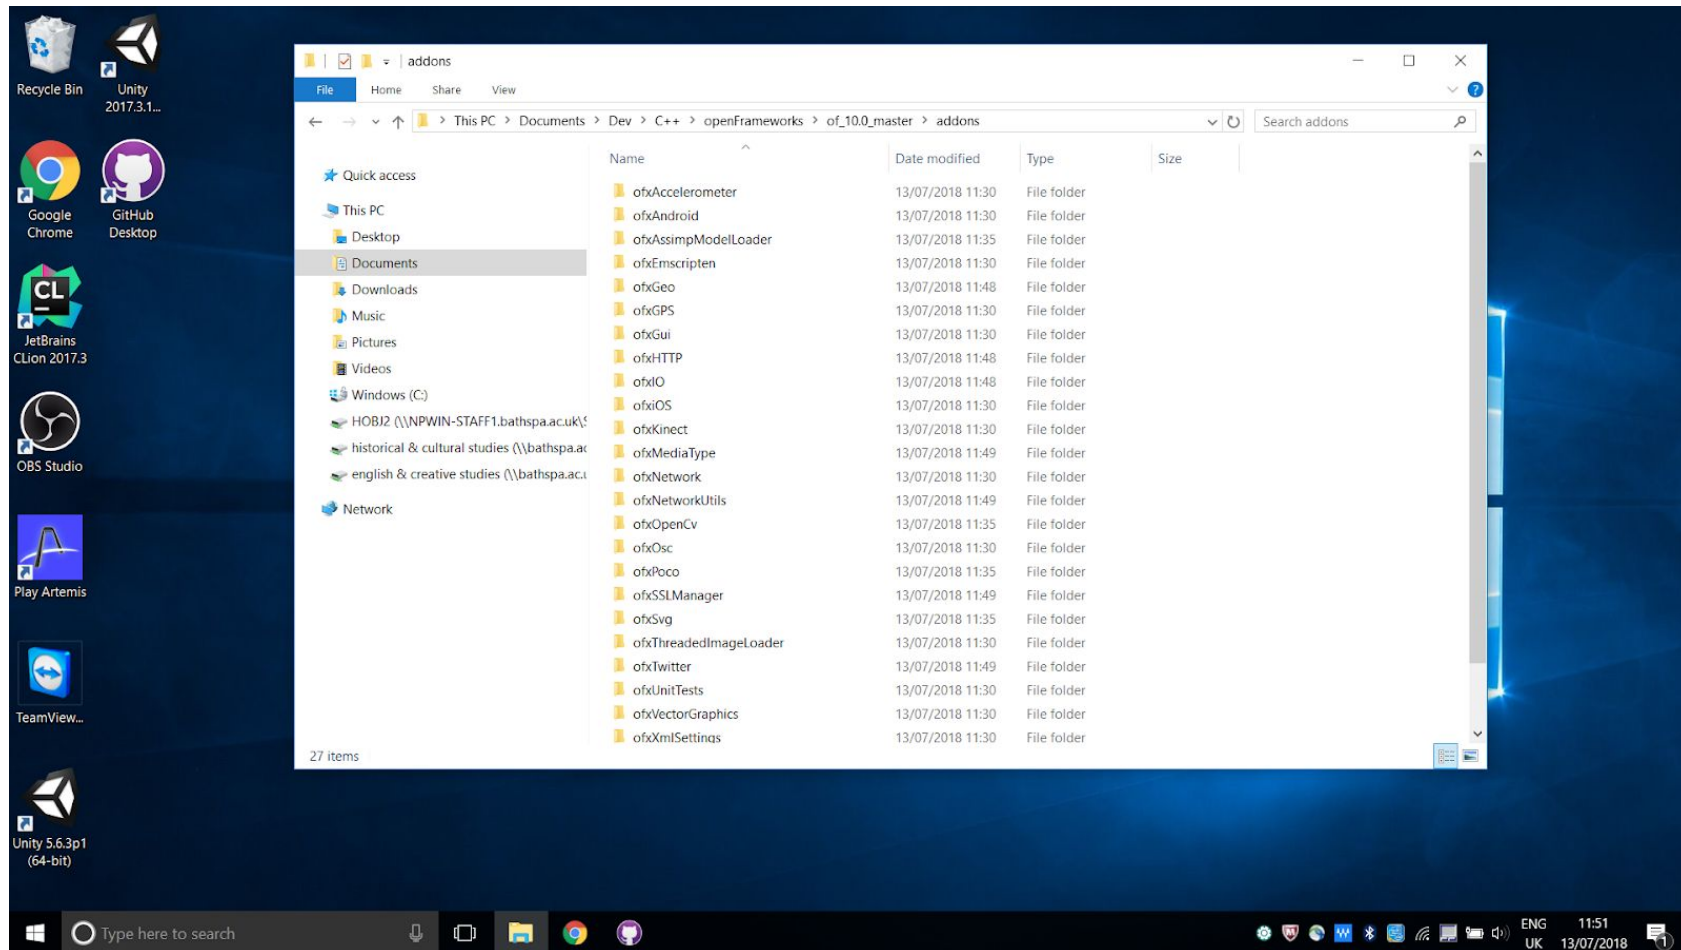 Recycle Bin
Unity
2017.3.1...
Google
Chrome
GitHub
Desktop
JetBrains
CLion 2017.3
OBS Studio
Play Artemis
TeamView...
Unity 5.6.3p1
(64-bit)
addons
File Home Share View
This PC > Documents > Dev > C++ > openFrameworks > of_10.0_master > addons
Search addons
Quick access
This PC
Desktop
Documents
Downloads
Music
Pictures
Videos
Windows (C:)
HOBJ2 (\\NPWIN-STAFF1.bathspa.ac.uk\S
historical & cultural studies (\\bathspa.ac
english & creative studies (\\bathspa.ac.u
Network
Name Date modified Type Size
ofxAccelerometer 13/07/2018 11:30 File folder
ofxAndroid 13/07/2018 11:30 File folder
ofxAssimpModelLoader 13/07/2018 11:35 File folder
ofxEmscripten 13/07/2018 11:30 File folder
ofxGeo 13/07/2018 11:48 File folder
ofxGPS 13/07/2018 11:30 File folder
ofxGui 13/07/2018 11:30 File folder
ofxHTTP 13/07/2018 11:48 File folder
ofxIO 13/07/2018 11:48 File folder
ofxiOS 13/07/2018 11:30 File folder
ofxKinect 13/07/2018 11:30 File folder
ofxMediaType 13/07/2018 11:49 File folder
ofxNetwork 13/07/2018 11:30 File folder
ofxNetworkUtils 13/07/2018 11:49 File folder
ofxOpenCv 13/07/2018 11:35 File folder
ofxOsc 13/07/2018 11:30 File folder
ofxPoco 13/07/2018 11:35 File folder
ofxSSLManager 13/07/2018 11:49 File folder
ofxSvg 13/07/2018 11:35 File folder
ofxThreadedImageLoader 13/07/2018 11:30 File folder
ofxTwitter 13/07/2018 11:49 File folder
ofxUnitTests 13/07/2018 11:30 File folder
ofxVectorGraphics 13/07/2018 11:30 File folder
ofxXmlSettings 13/07/2018 11:30 File folder
27 items
Type here to search
ENG
UK
11:51
13/07/2018
1